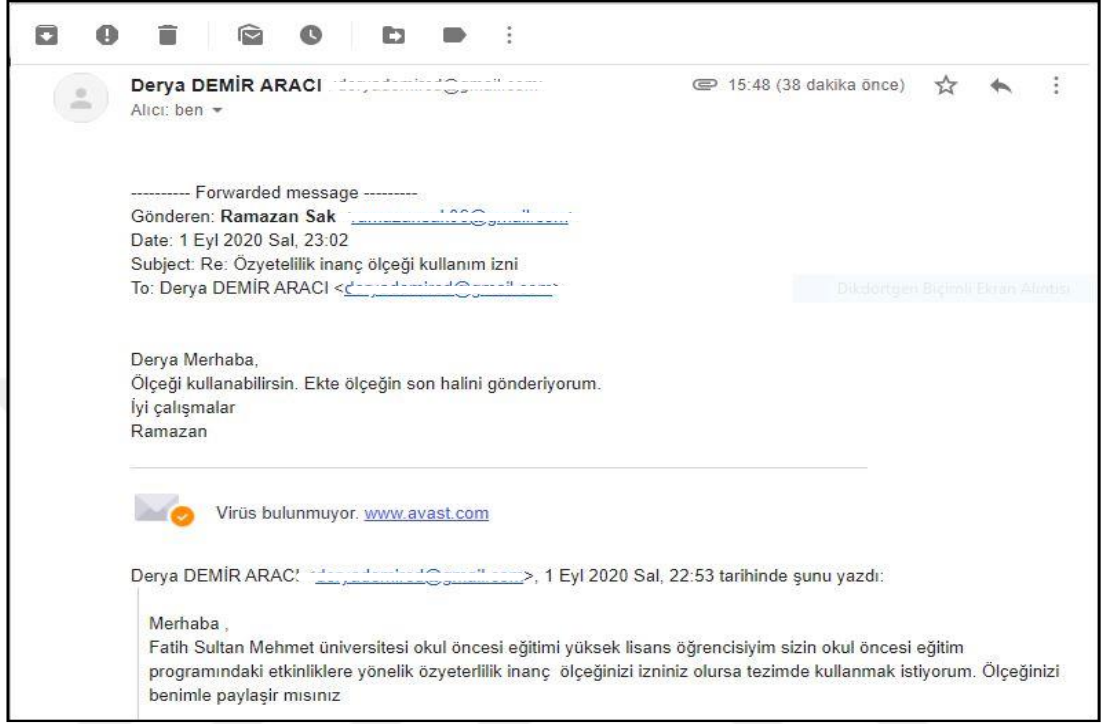 Derya DEMİR ARACI
15:48 (38 dakika önce)
Alıcı: ben
---------- Forwarded message ---------
Gönderen: Ramazan Sak
Date: 1 Eyl 2020 Sal, 23:02
Subject: Re: Özyetelilik inanç ölçeği kullanım izni
To: Derya DEMİR ARACI <
Dikdörtgen Biçimli Ekran Alıntısı
Derya Merhaba,
Ölçeği kullanabilirsin. Ekte ölçeğin son halini gönderiyorum.
İyi çalışmalar
Ramazan
Virüs bulunmuyor. www.avast.com
Derya DEMİR ARACI >, 1 Eyl 2020 Sal, 22:53 tarihinde şunu yazdı:
Merhaba ,
Fatih Sultan Mehmet üniversitesi okul öncesi eğitimi yüksek lisans öğrencisiyim sizin okul öncesi eğitim
programındaki etkinliklere yönelik özyeterlilik inanç ölçeğinizi izniniz olursa tezimde kullanmak istiyorum. Ölçeğinizi
benimle paylaşir mısınız